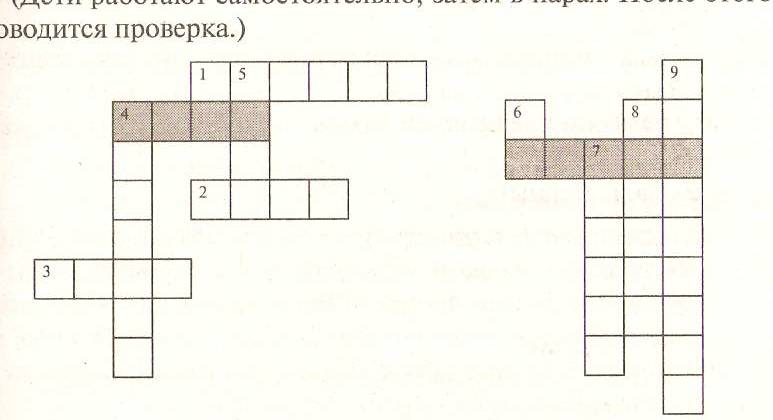 (Дети работают самостоятельно, затем в парах. После этого
оводится проверка.)
1 5 9
4 6 8
7
2
3